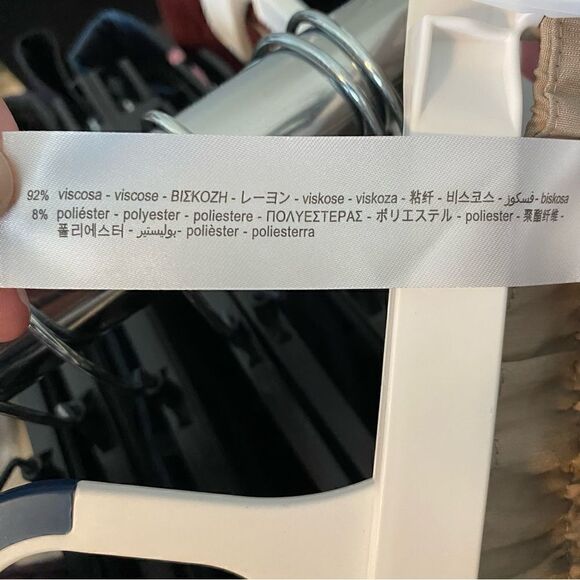 92% viscosa - viscose - ΒΙΣΚΟΖΗ - レーヨン - viskose - viskoza - 粘纤 - 비스코스 - فسكوز - biskosa
8% poliéster - polyester - poliestere - ΠΟΛΥΕΣΤΕΡΑΣ - ポリエステル - poliester - 聚酯纤维 -
폴리에스터 - بوليستير - polièster - poliesterra